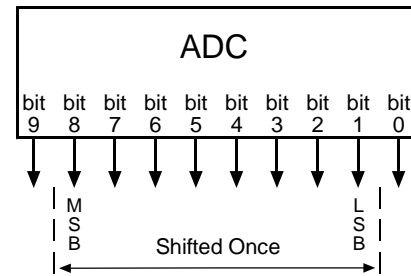 ADC
bit bit bit bit bit bit bit bit bit bit
9 8 7 6 5 4 3 2 1 0
MSB LSB
Shifted Once